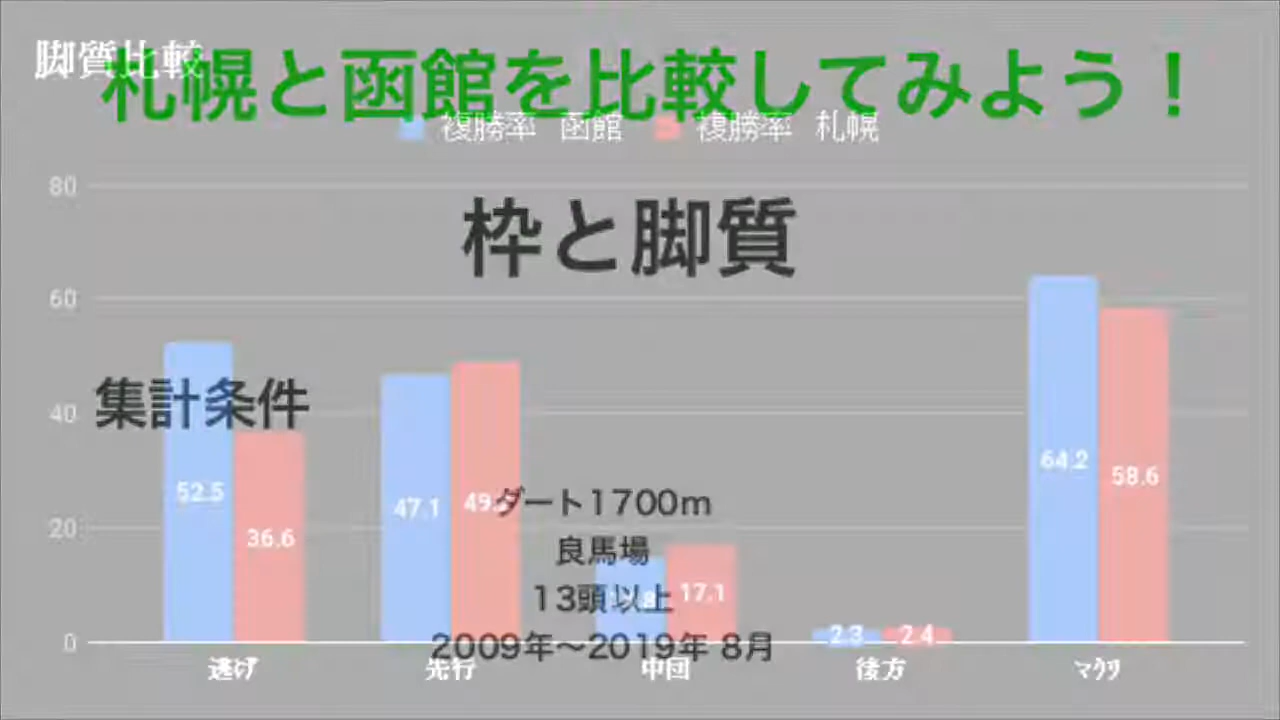 脚質比較
札幌と函館を比較してみよう！
複勝率 函館 複勝率 札幌
80
枠と脚質
60
集計条件
40
64.2
58.6
52.5
47.1
36.6
ダート1700m
20
良馬場
17.1
13頭以上
2.3
2.4
0
2009年〜2019年 8月
逃げ 先行 中団 後方 マクリ